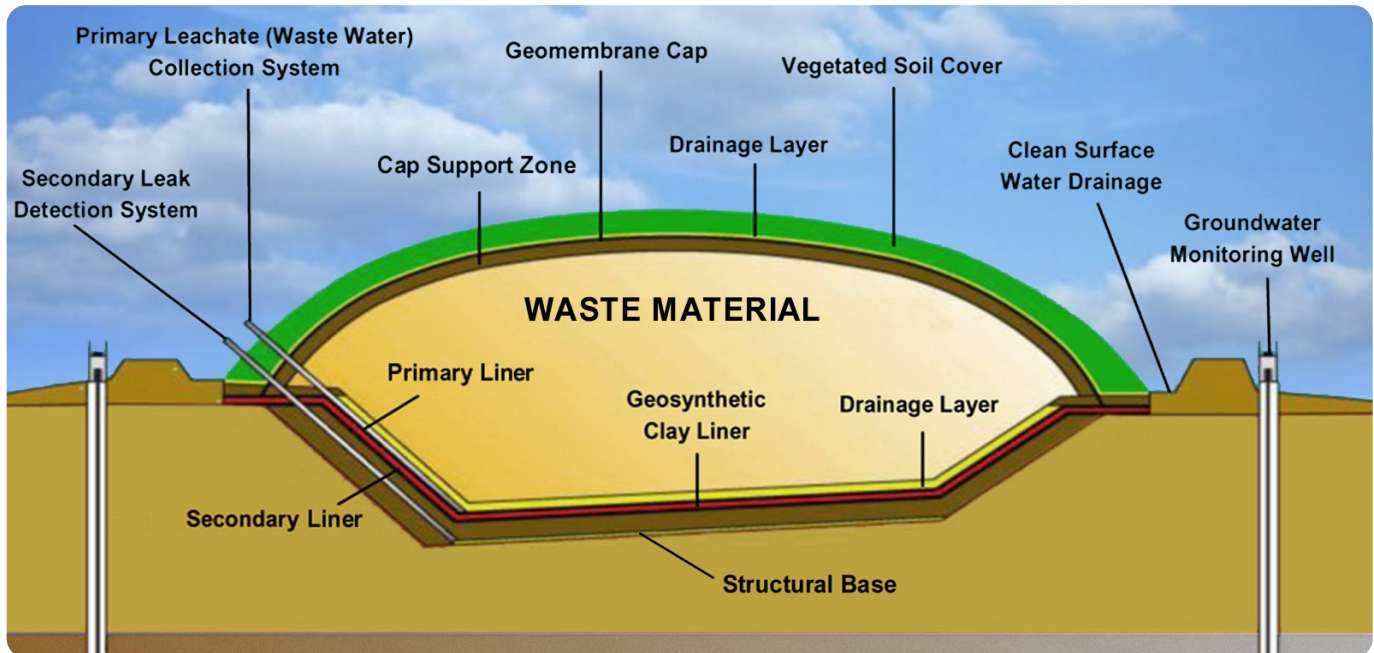 Primary Leachate (Waste Water)
Collection System
Geomembrane Cap
Vegetated Soil Cover
Drainage Layer
Cap Support Zone
Clean Surface
Water Drainage
Secondary Leak
Detection System
Groundwater
Monitoring Well
WASTE MATERIAL
Primary Liner
Geosynthetic
Clay Liner
Drainage Layer
Secondary Liner
Structural Base